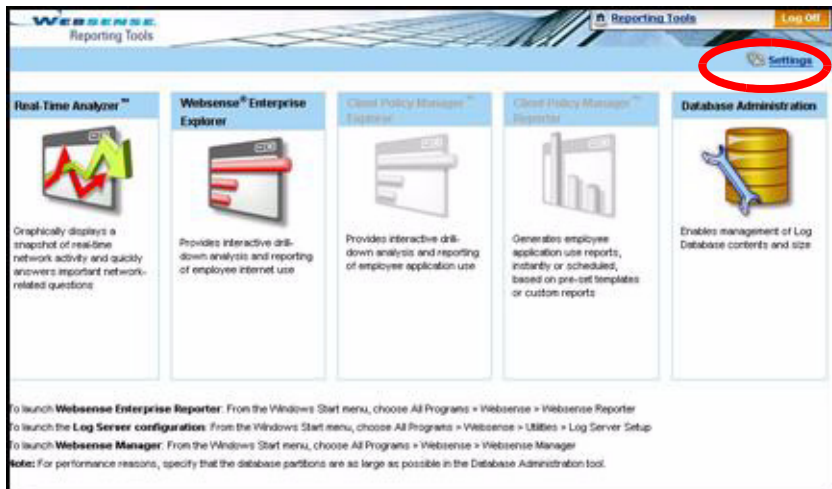 WEBSENSE
Reporting Tools
Reporting Tools
Log Off
Settings
Real-Time Analyzer™
Graphically displays a
snapshot of real-time
network activity and quickly
answers important network-
related questions
Websense® Enterprise
Explorer
Provides interactive drill-
down analysis and reporting
of employee internet use
Client Policy Manager™
Explorer
Provides interactive drill-
down analysis and reporting
of employee application use
Client Policy Manager™
Reporter
Generates employee
application use reports,
instantly or scheduled,
based on pre-set templates
or custom reports
Database Administration
Enables management of Log
Database contents and size
To launch Websense Enterprise Reporter: From the Windows Start menu, choose All Programs » Websense » Websense Reporter
To launch the Log Server configuration: From the Windows Start menu, choose All Programs » Websense » Utilities » Log Server Setup
To launch Websense Manager: From the Windows Start menu, choose All Programs » Websense » Websense Manager
Note: For performance reasons, specify that the database partitions are as large as possible in the Database Administration tool.